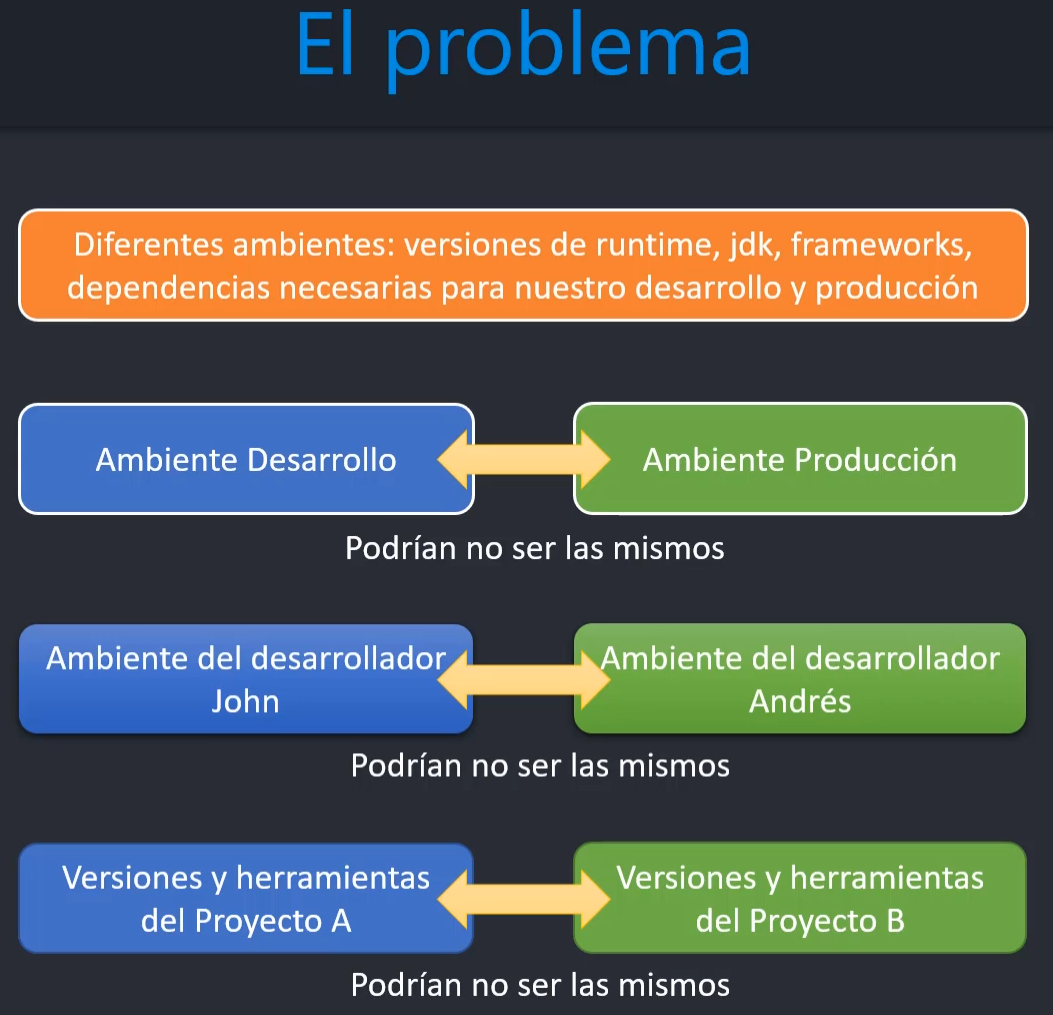 El problema
Diferentes ambientes: versiones de runtime, jdk, frameworks,
dependencias necesarias para nuestro desarrollo y producción
Ambiente Desarrollo
Ambiente Producción
Podrían no ser las mismos
Ambiente del desarrollador
John
Ambiente del desarrollador
Andrés
Podrían no ser las mismos
Versiones y herramientas
del Proyecto A
Versiones y herramientas
del Proyecto B
Podrían no ser las mismos